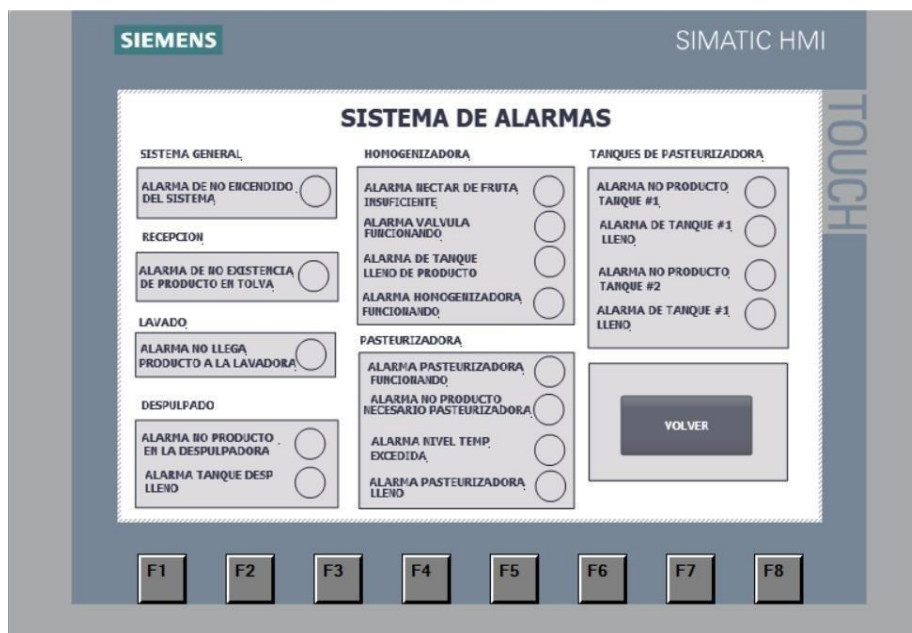 SIEMENS
SIMATIC HMI
TOUCH
SISTEMA DE ALARMAS
SISTEMA GENERAL
ALARMA DE NO ENCENDIDO
DEL SISTEMA
RECEPCION
ALARMA DE NO EXISTENCIA
DE PRODUCTO EN TOLVA
LAVADO
ALARMA NO LLEGA
PRODUCTO A LA LAVADORA
DESPULPADO
ALARMA NO PRODUCTO
EN LA DESPULPADORA
ALARMA TANQUE DESP
LLENO
HOMOGENIZADORA
ALARMA NECTAR DE FRUTA
INSUFICIENTE
ALARMA VALVULA
FUNCIONANDO
ALARMA DE TANQUE
LLENO DE PRODUCTO
ALARMA HOMOGENIZADORA
FUNCIONANDO
PASTEURIZADORA
ALARMA PASTEURIZADORA
FUNCIONANDO
ALARMA NO PRODUCTO
NECESARIO PASTEURIZADORA
ALARMA NIVEL TEMP
EXCEDIDA
ALARMA PASTEURIZADORA
LLENO
TANQUES DE PASTEURIZADORA
ALARMA NO PRODUCTO
TANQUE #1
ALARMA DE TANQUE #1
LLENO
ALARMA NO PRODUCTO
TANQUE #2
ALARMA DE TANQUE #1
LLENO
VOLVER
F1 F2 F3 F4 F5 F6 F7 F8